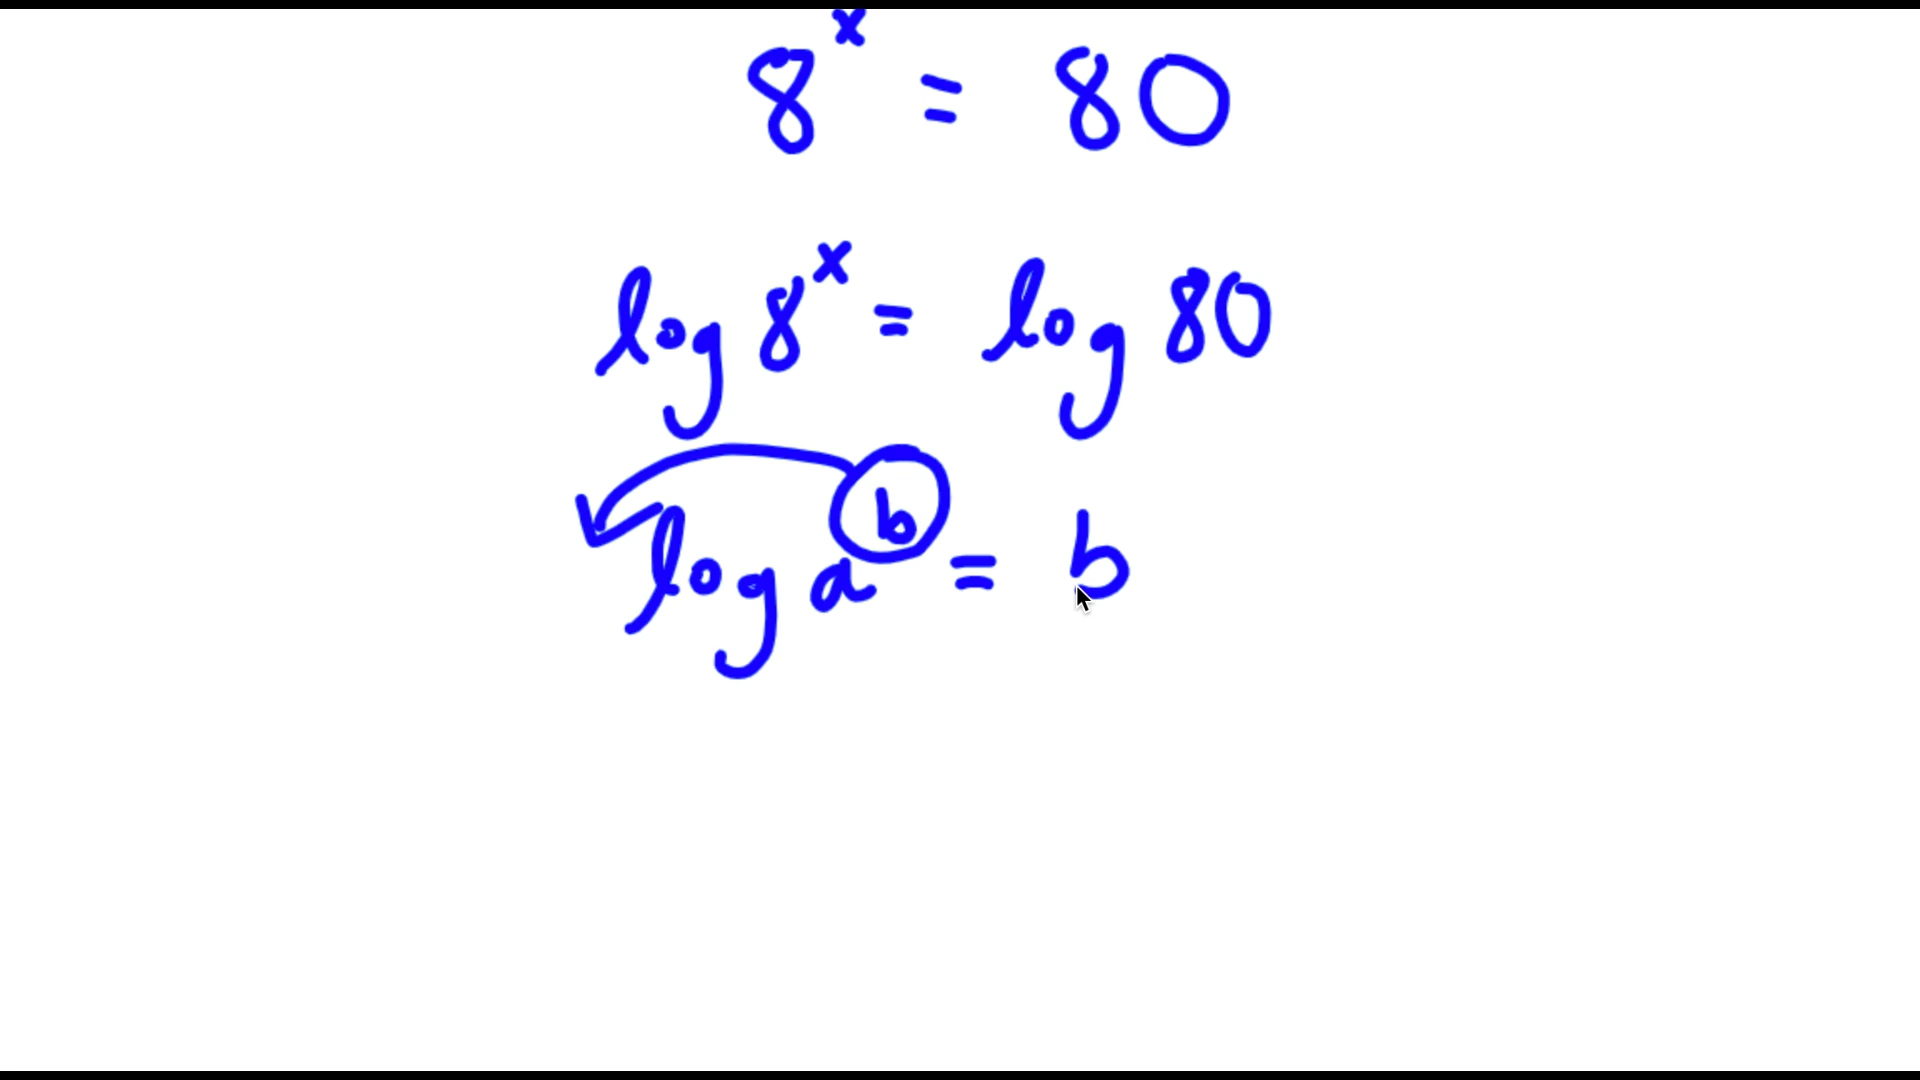 8^x = 80
log 8^x = log 80
log a^b = b